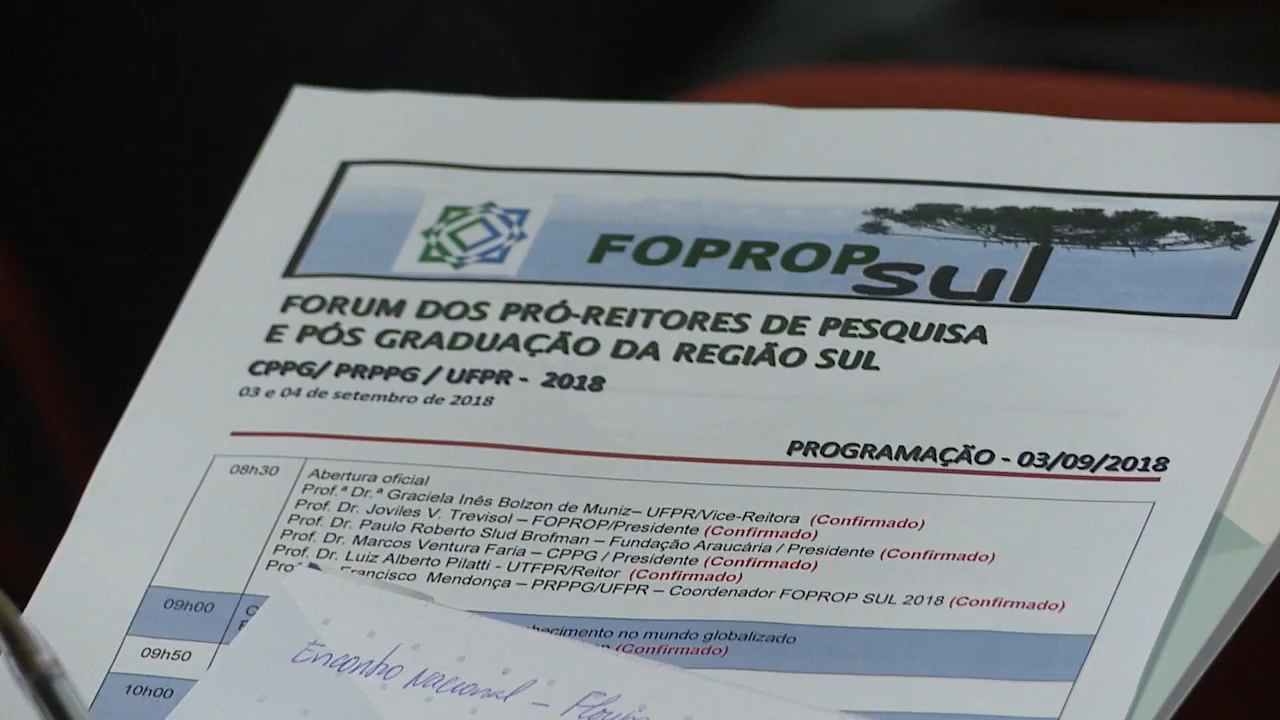 FOPROP sul
FORUM DOS PRÓ-REITORES DE PESQUISA
E PÓS GRADUAÇÃO DA REGIÃO SUL
CPPG/ PRPPG / UFPR - 2018
03 e 04 de setembro de 2018
PROGRAMAÇÃO - 03/09/2018
08h30 Abertura oficial
Prof.ª Dr.ª Graciela Inês Bolzon de Muniz– UFPR/Vice-Reitora (Confirmado)
Prof. Dr. Joviles V. Trevisol – FOPROP/Presidente (Confirmado)
Prof. Dr. Paulo Roberto Slud Brofman – Fundação Araucária / Presidente (Confirmado)
Prof. Dr. Marcos Ventura Faria – CPPG / Presidente (Confirmado)
Prof. Dr. Luiz Alberto Pilatti - UTFPR/Reitor (Confirmado)
Francisco Mendonça – PRPPG/UFPR – Coordenador FOPROP SUL 2018 (Confirmado)
09h00 no mundo globalizado
(Confirmado)
09h50
10h00
Encontro Nacional –